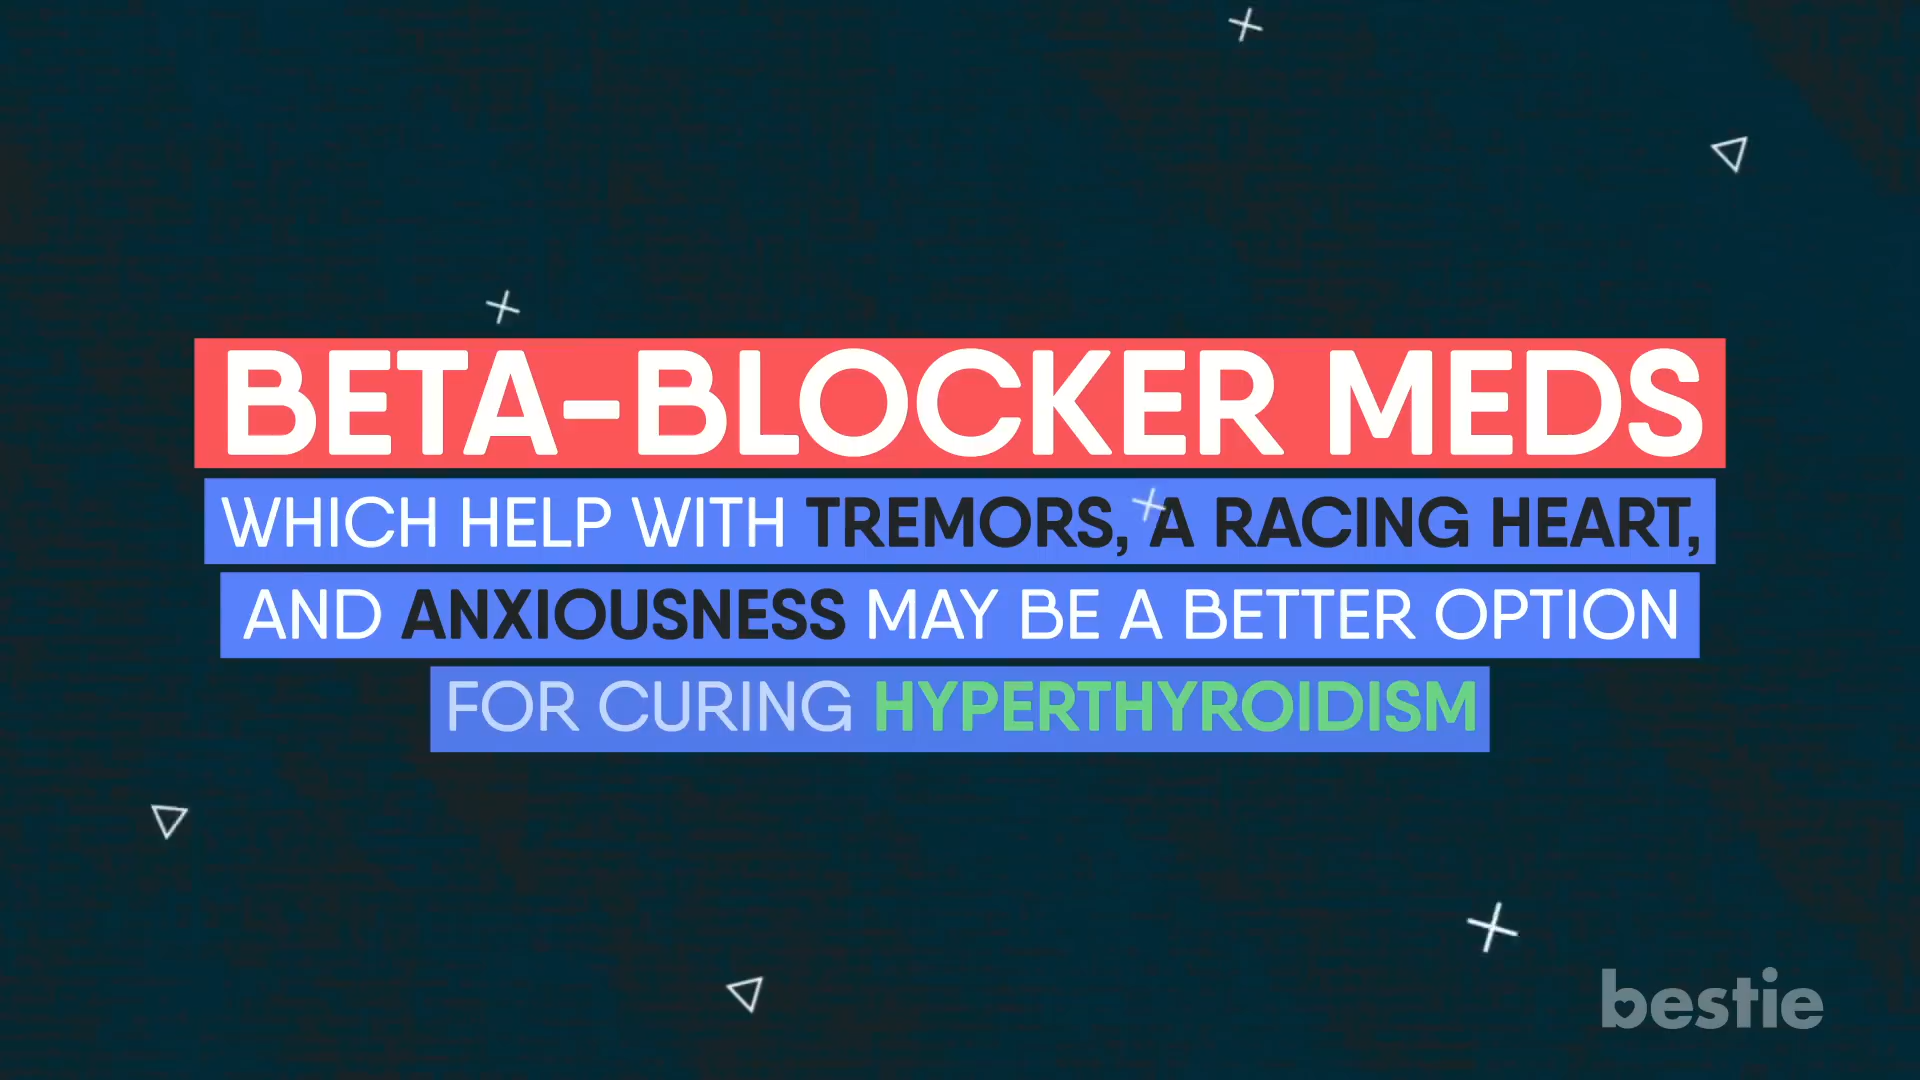 BETA-BLOCKER MEDS
WHICH HELP WITH TREMORS, A RACING HEART,
AND ANXIOUSNESS MAY BE A BETTER OPTION
FOR CURING HYPERTHYROIDISM
bestie